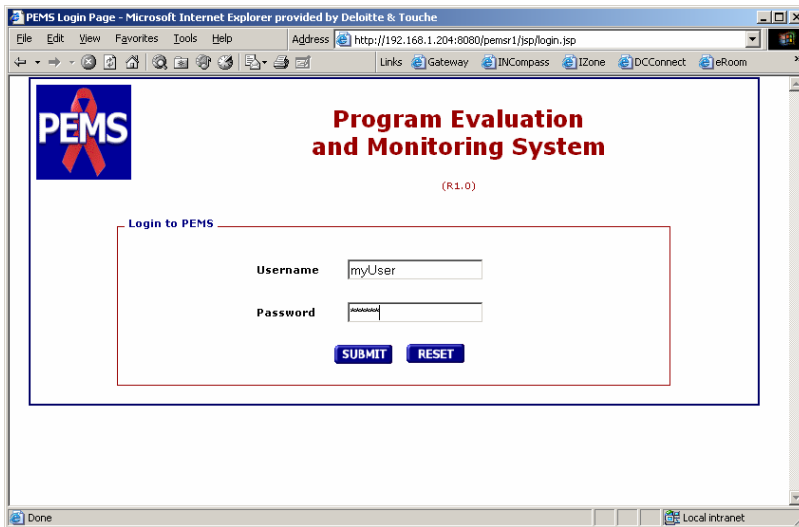 PEMS Login Page - Microsoft Internet Explorer provided by Deloitte & Touche
File Edit View Favorites Tools Help Address http://192.168.1.204:8080/pemsr1/jsp/login.jsp
Links Gateway INCompass IZone DCConnect eRoom »
PEMS
Program Evaluation
and Monitoring System
(R1.0)
Login to PEMS
Username myUser
Password ******
SUBMIT RESET
Done Local intranet